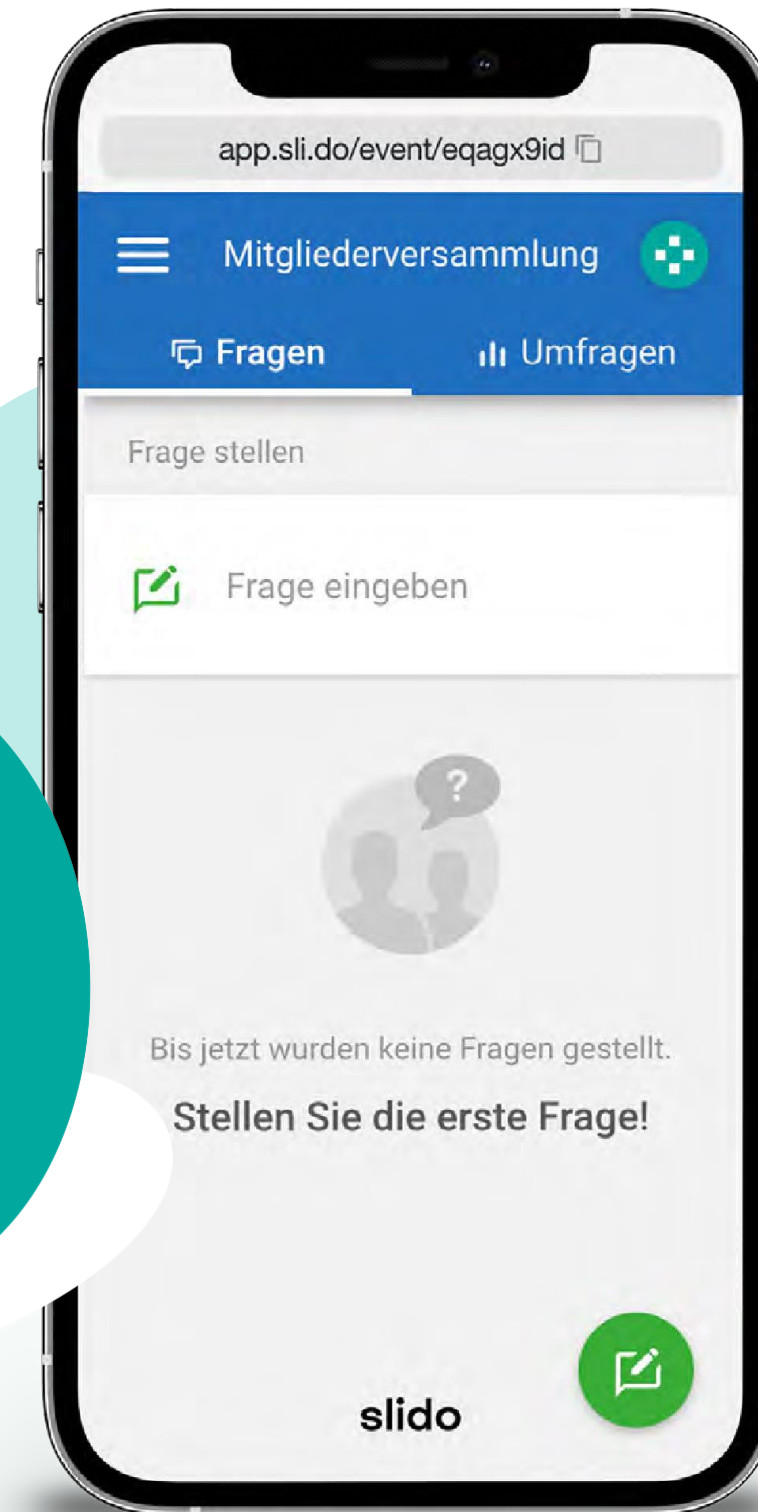 app.sli.do/event/eqagx9id
Mitgliederversammlung
Fragen
Umfragen
Frage stellen
Frage eingeben
?
Bis jetzt wurden keine Fragen gestellt.
Stellen Sie die erste Frage!
slido